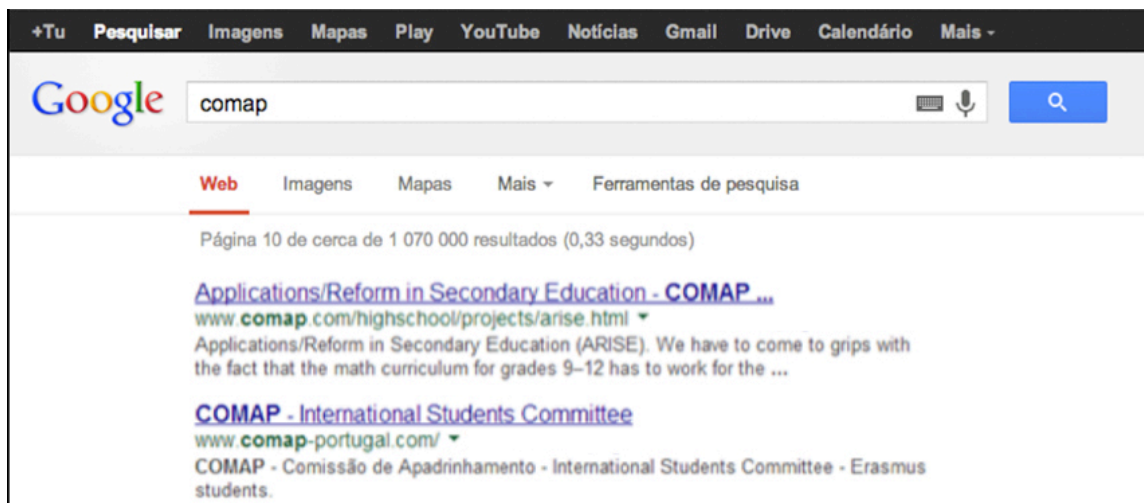 +Tu Pesquisar Imagens Mapas Play YouTube Notícias Gmail Drive Calendário Mais
Google comap
Web Imagens Mapas Mais Ferramentas de pesquisa
Página 10 de cerca de 1 070 000 resultados (0,33 segundos)
Applications/Reform in Secondary Education - COMAP ...
www.comap.com/highschool/projects/arise.html
Applications/Reform in Secondary Education (ARISE). We have to come to grips with
the fact that the math curriculum for grades 9–12 has to work for the ...
COMAP - International Students Committee
www.comap-portugal.com/
COMAP - Comissão de Apadrinhamento - International Students Committee - Erasmus
students.